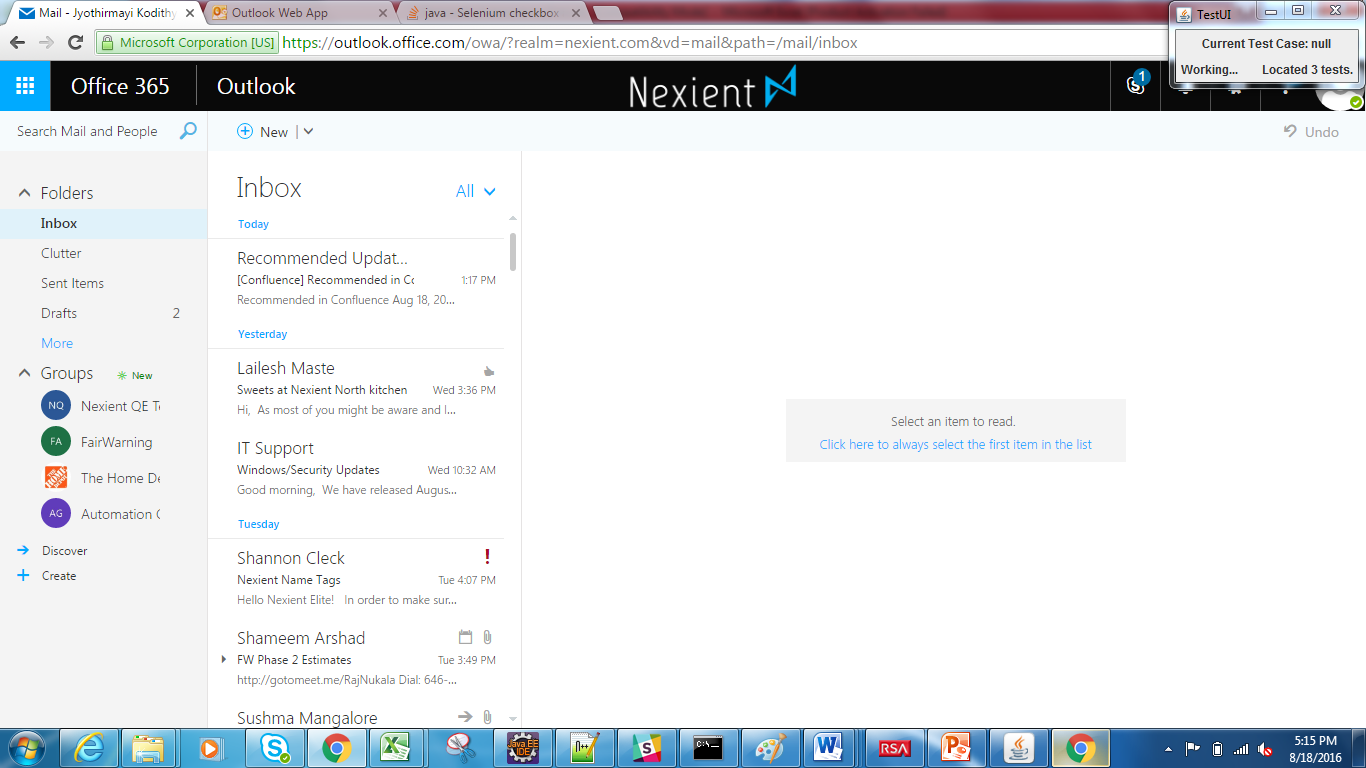 Mail - Jyothirmayi Kodithy
Outlook Web App
java - Selenium checkbox
TestUI
Microsoft Corporation [US]
https://outlook.office.com/owa/?realm=nexient.com&vd=mail&path=/mail/inbox
Current Test Case: null
Working... Located 3 tests.
Office 365
Outlook
Nexient
1
Search Mail and People
New
Undo
Folders
Inbox
Clutter
Sent Items
Drafts 2
More
Groups New
NQ Nexient QE Te
FA FairWarning
The Home De
AG Automation C
Discover
Create
Inbox All
Today
Recommended Updat...
[Confluence] Recommended in Co 1:17 PM
Recommended in Confluence Aug 18, 20...
Yesterday
Lailesh Maste
Sweets at Nexient North kitchen Wed 3:36 PM
Hi, As most of you might be aware and I...
IT Support
Windows/Security Updates Wed 10:32 AM
Good morning, We have released Augus...
Tuesday
Shannon Cleck !
Nexient Name Tags Tue 4:07 PM
Hello Nexient Elite! In order to make sur...
Shameem Arshad
FW Phase 2 Estimates Tue 3:49 PM
http://gotomeet.me/RajNukala Dial: 646-...
Sushma Mangalore
Select an item to read.
Click here to always select the first item in the list
Java EE
IDE
C:\
RSA
5:15 PM
8/18/2016